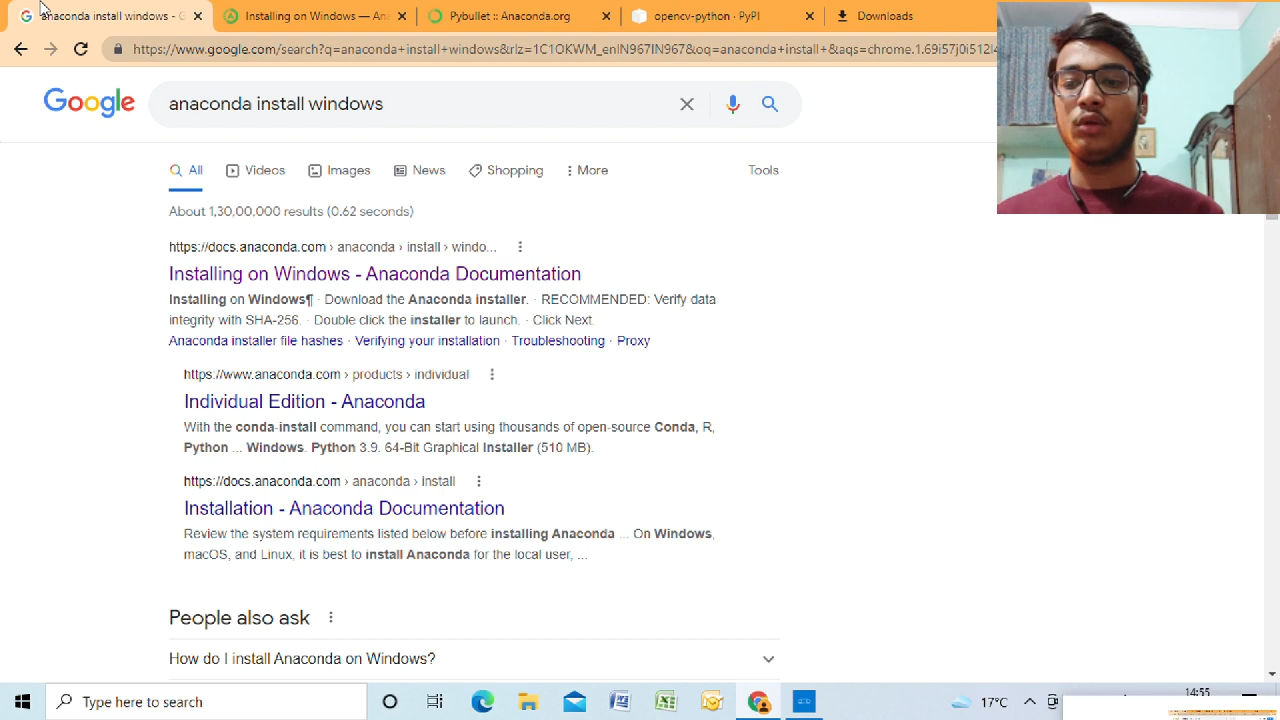 anaconda install windows - G
Installing on Windows — Ana
Pybullet :: Anaconda.org
opencv-python · PyPI
Downloads
https://www.google.com/search?q=anaconda+install+windows&rlz=1C1OKWM_enIN967IN967&oq=anaconda+install+&aqs=chrome.1.69i57j0i512l4
Google
anaconda install windows
All
Videos
Images
News
Shopping
More
Tools
About 1,30,00,000 results (0.62 seconds)
https://docs.anaconda.com › anaconda › install › windo...
Installing on Windows - Anaconda Documentation
Installing on Windows¶ · Download the Anaconda installer. · RECOMMENDED: Verify data
integrity with SHA-256. · Double click the installer to launch. · Click Next.
Anaconda installer file hashes · Verifying your installation · Troubleshooting · Proxy
https://www.anaconda.com › products › individual
Individual Edition - Anaconda
With the conda-install command, you can start using thousands of open-source Conda, R,
Python ... Windows. Python 3.9. 64-Bit Graphical Installer (510 MB).
https://docs.anaconda.com › anaconda › install
Installation - Anaconda Documentation
Review the system requirements listed below before installing Anaconda ... On Windows,
macOS, and Linux, it is best to install Anaconda for the local user, ...
People also ask
How do I install Anaconda on Windows?
Type here to search
17°C
14:55